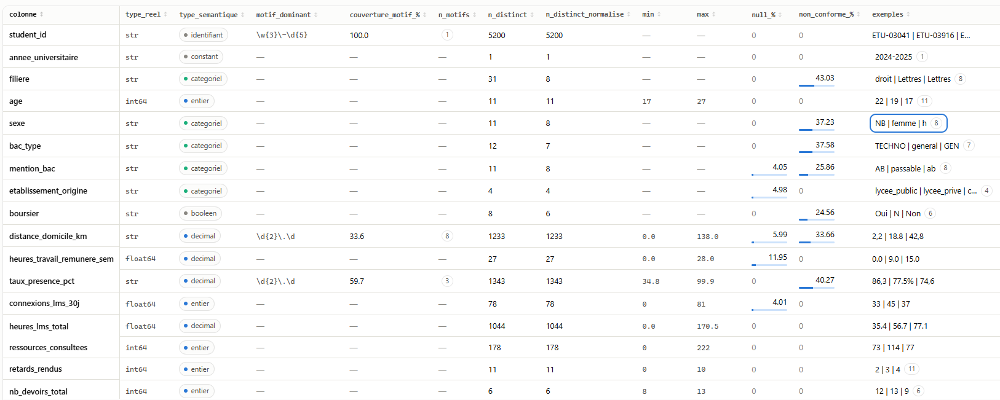 colonne type_reel type_semantique motif_dominant couverture_motif_% n_motifs n_distinct n_distinct_normalise min max null_% non_conforme_% exemples
student_id str identifiant \w{3}\-\d{5} 100.0 1 5200 5200 — — 0 0 ETU-03041 | ETU-03916 | E...
annee_universitaire str constant — — — 1 1 — — 0 0 2024-2025 1
filiere str categoriel — — — 31 8 — — 0 43.03 droit | Lettres | Lettres 8
age int64 entier — — — 11 11 17 27 0 0 22 | 19 | 17 11
sexe str categoriel — — — 11 8 — — 0 37.23 NB | femme | h 8
bac_type str categoriel — — — 12 7 — — 0 37.58 TECHNO | general | GEN 7
mention_bac str categoriel — — — 11 8 — — 4.05 25.86 AB | passable | ab 8
etablissement_origine str categoriel — — — 4 4 — — 4.98 0 lycee_public | lycee_prive | c... 4
boursier str booleen — — — 8 6 — — 0 24.56 Oui | N | Non 6
distance_domicile_km str decimal \d{2}\.\d 33.6 8 1233 1233 0.0 138.0 5.99 33.66 2,2 | 18.8 | 42,8
heures_travail_remunere_sem float64 decimal — — — 27 27 0.0 28.0 11.95 0 0.0 | 9.0 | 15.0
taux_presence_pct str decimal \d{2}\.\d 59.7 3 1343 1343 34.8 99.9 0 40.27 86,3 | 77.5% | 74,6
connexions_lms_30j float64 entier — — — 78 78 0 81 4.01 0 33 | 45 | 37
heures_lms_total float64 decimal — — — 1044 1044 0.0 170.5 0 0 35.4 | 56.7 | 77.1
ressources_consultees int64 entier — — — 178 178 0 222 0 0 73 | 114 | 77
retards_rendus int64 entier — — — 11 11 0 10 0 0 2 | 3 | 4 11
nb_devoirs_total int64 entier — — — 6 6 8 13 0 0 12 | 13 | 9 6